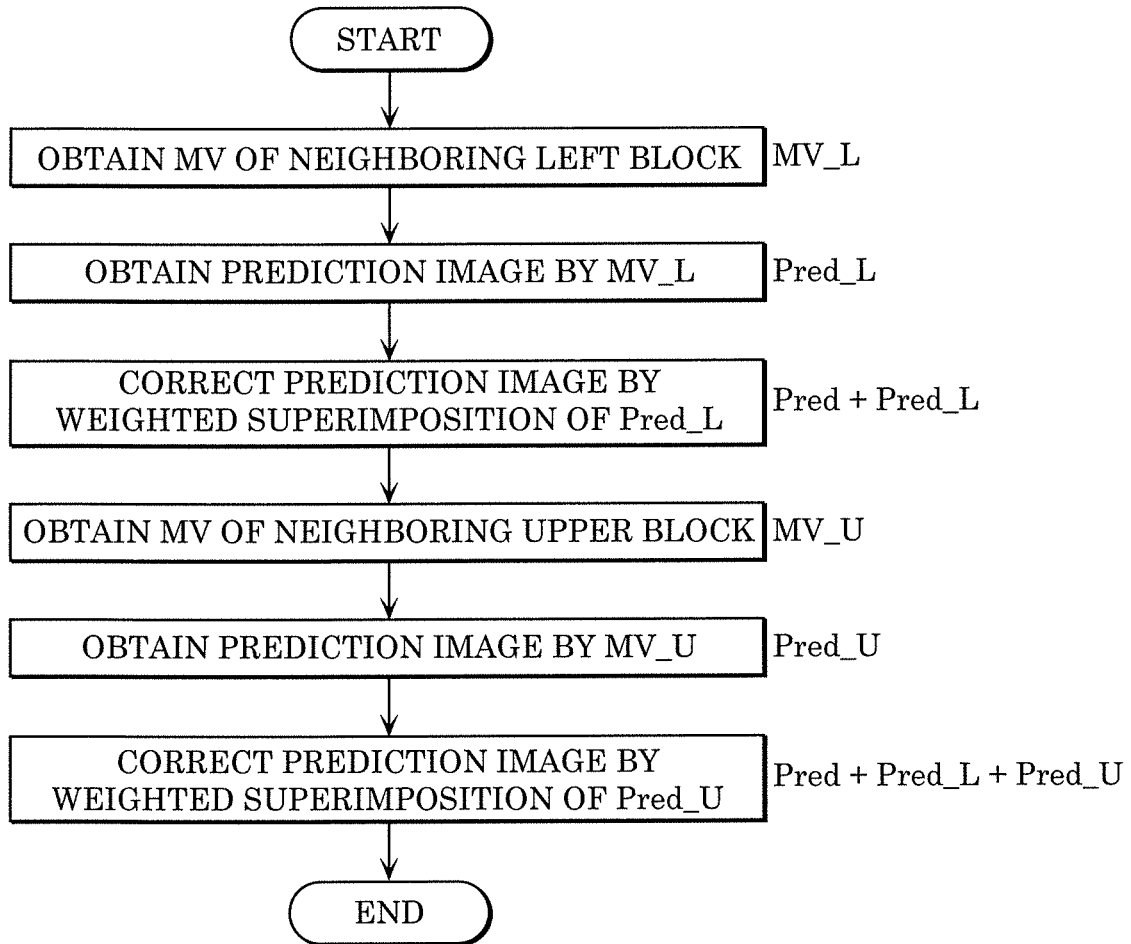 START
OBTAIN MV OF NEIGHBORING LEFT BLOCK MV_L
OBTAIN PREDICTION IMAGE BY MV_L Pred_L
CORRECT PREDICTION IMAGE BY
WEIGHTED SUPERIMPOSITION OF Pred_L
Pred + Pred_L
OBTAIN MV OF NEIGHBORING UPPER BLOCK MV_U
OBTAIN PREDICTION IMAGE BY MV_U Pred_U
CORRECT PREDICTION IMAGE BY
WEIGHTED SUPERIMPOSITION OF Pred_U
Pred + Pred_L + Pred_U
END